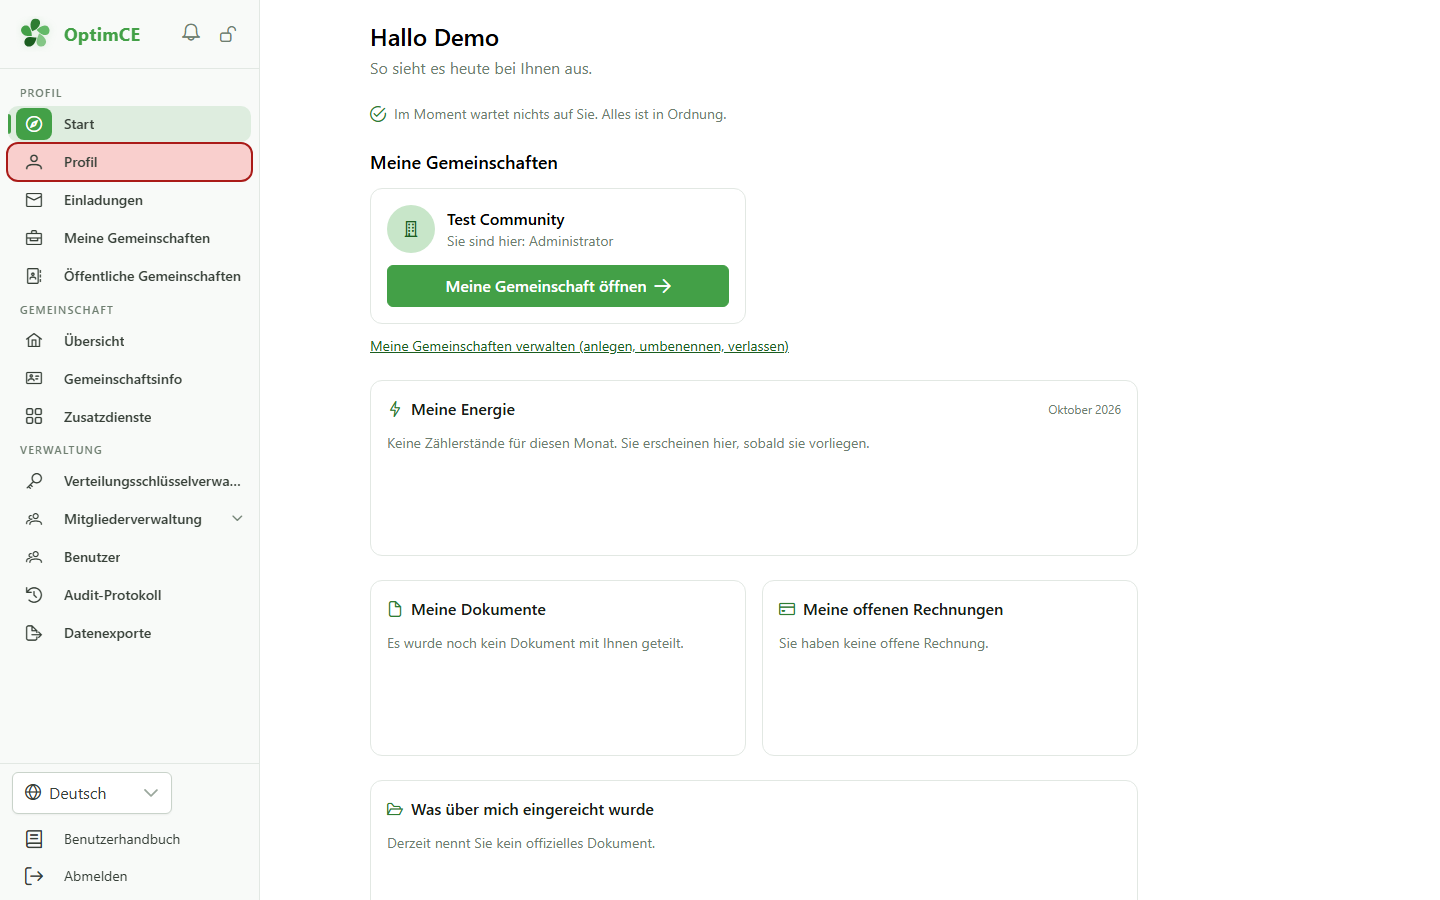 OptimCE
PROFIL
Start
Profil
Einladungen
Meine Gemeinschaften
Öffentliche Gemeinschaften
GEMEINSCHAFT
Übersicht
Gemeinschaftsinfo
Zusatzdienste
VERWALTUNG
Verteilungsschlüsselverwa...
Mitgliederverwaltung
Benutzer
Audit-Protokoll
Datenexporte
Deutsch
Benutzerhandbuch
Abmelden
Hallo Demo
So sieht es heute bei Ihnen aus.
Im Moment wartet nichts auf Sie. Alles ist in Ordnung.
Meine Gemeinschaften
Test Community
Sie sind hier: Administrator
Meine Gemeinschaft öffnen
Meine Gemeinschaften verwalten (anlegen, umbenennen, verlassen)
Meine Energie
Oktober 2026
Keine Zählerstände für diesen Monat. Sie erscheinen hier, sobald sie vorliegen.
Meine Dokumente
Es wurde noch kein Dokument mit Ihnen geteilt.
Meine offenen Rechnungen
Sie haben keine offene Rechnung.
Was über mich eingereicht wurde
Derzeit nennt Sie kein offizielles Dokument.